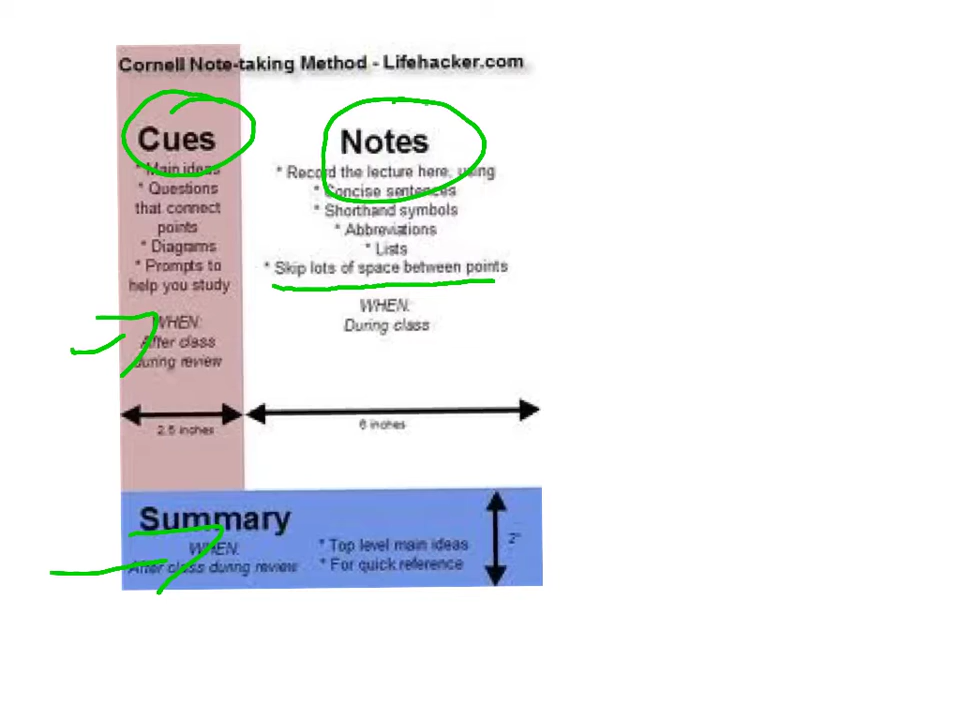 Cornell Note-taking Method - Lifehacker.com
Cues
* Main ideas
* Questions
that connect
points
* Diagrams
* Prompts to
help you study
WHEN:
After class
during review
2.5 inches
Notes
* Record the lecture here, using
* Concise sentences
* Shorthand symbols
* Abbreviations
* Lists
* Skip lots of space between points
WHEN:
During class
6 inches
Summary
WHEN:
After class during review
* Top level main ideas
* For quick reference
2"